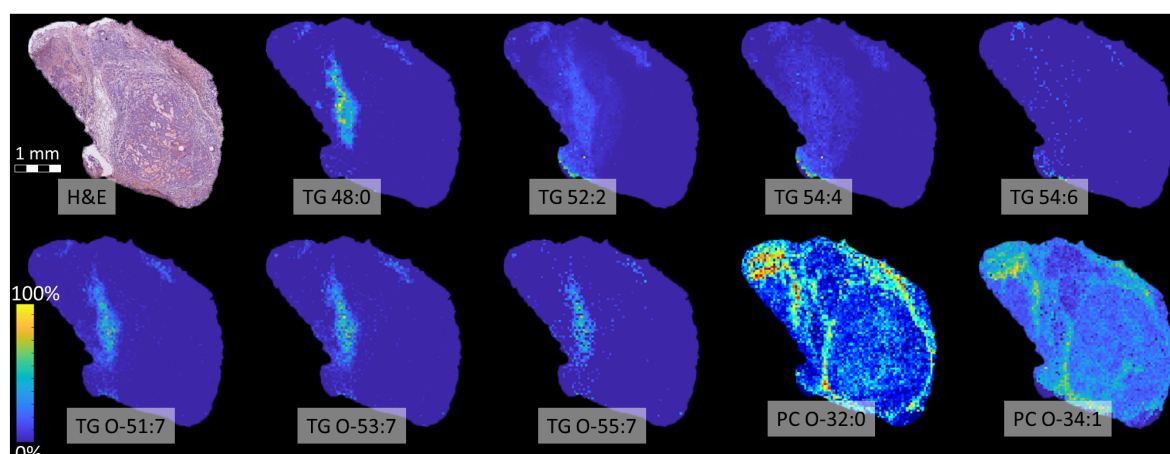 1 mm
H&E
TG 48:0
TG 52:2
TG 54:4
TG 54:6
100%
0%
TG O-51:7
TG O-53:7
TG O-55:7
PC O-32:0
PC O-34:1